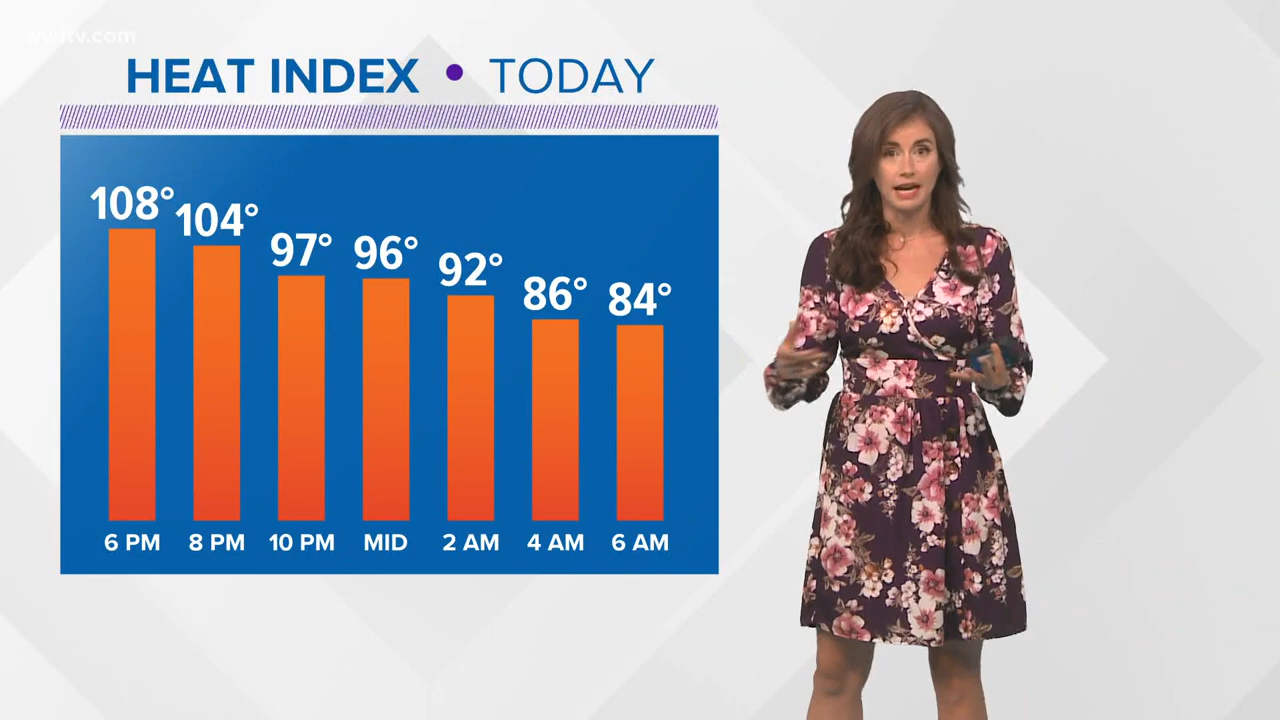 wwltv.com
HEAT INDEX • TODAY
108° 104° 97° 96° 92° 86° 84°
6 PM 8 PM 10 PM MID 2 AM 4 AM 6 AM